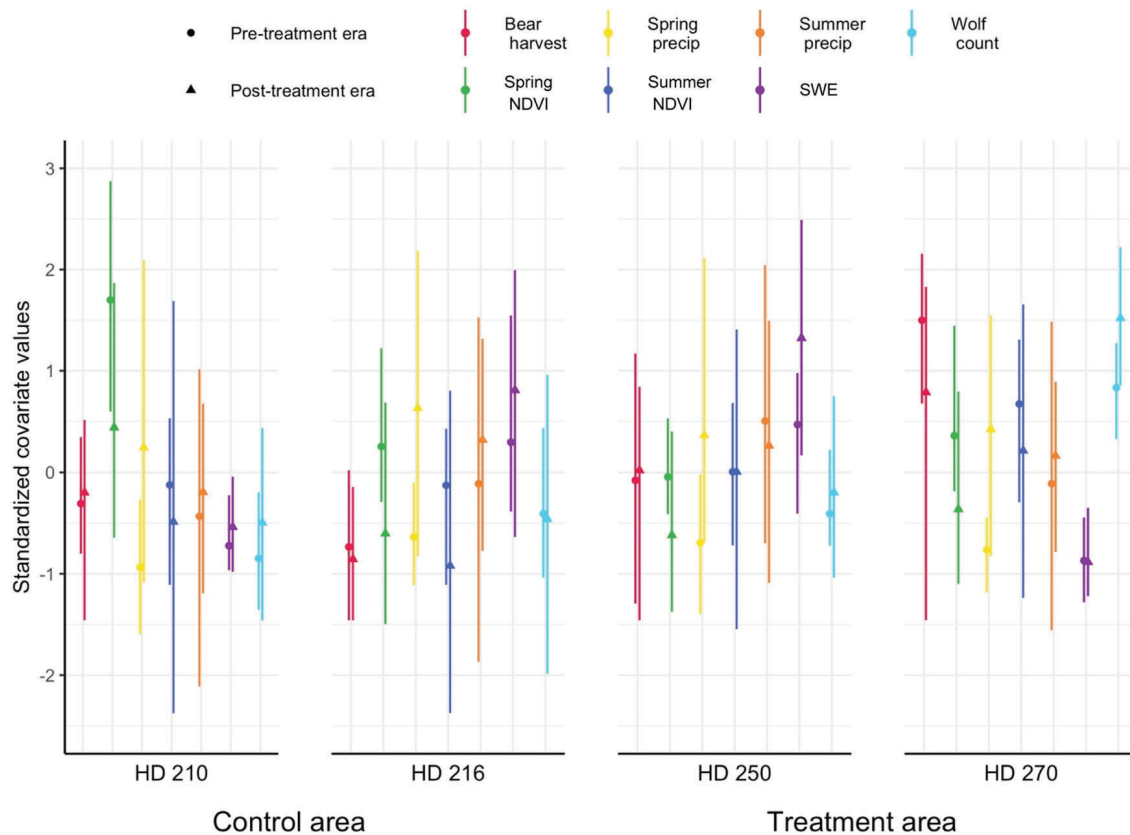 Pre-treatment era
Post-treatment era
Bear
harvest
Spring
precip
Summer
precip
Wolf
count
Spring
NDVI
Summer
NDVI
SWE
Standardized covariate values
3
2
1
0
-1
-2
HD 210
HD 216
HD 250
HD 270
Control area
Treatment area